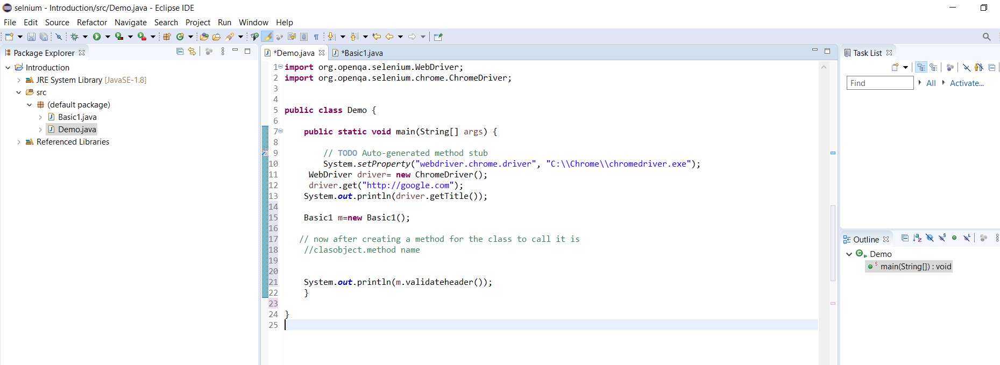 selnium - Introduction/src/Demo.java - Eclipse IDE
File Edit Source Refactor Navigate Search Project Run Window Help
Package Explorer
Introduction
JRE System Library [JavaSE-1.8]
src
(default package)
Basic1.java
Demo.java
Referenced Libraries
*Demo.java *Basic1.java
1 import org.openqa.selenium.WebDriver;
2 import org.openqa.selenium.chrome.ChromeDriver;
3
4
5 public class Demo {
6
7 public static void main(String[] args) {
8
9 // TODO Auto-generated method stub
10 System.setProperty("webdriver.chrome.driver", "C:\\Chrome\\chromedriver.exe");
11 WebDriver driver= new ChromeDriver();
12 driver.get("http://google.com");
13 System.out.println(driver.getTitle());
14
15 Basic1 m=new Basic1();
16
17 // now after creating a method for the class to call it is
18 //clasobject.method name
19
20
21 System.out.println(m.validateheader());
22 }
23
24 }
25
Task List
Find All Activate...
Outline
Demo
main(String[]) : void